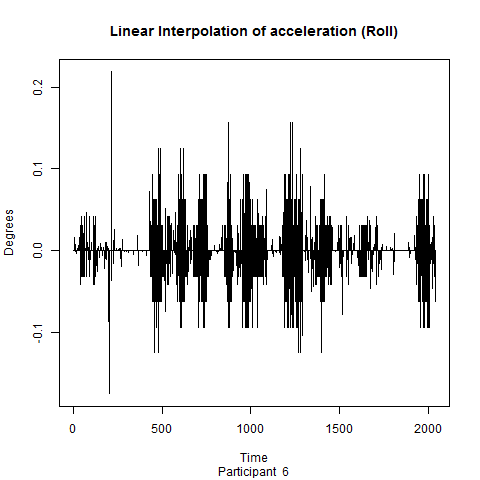 Linear Interpolation of acceleration (Roll)
0.2
0.1
0.0
-0.1
Degrees
0 500 1000 1500 2000
Time
Participant 6